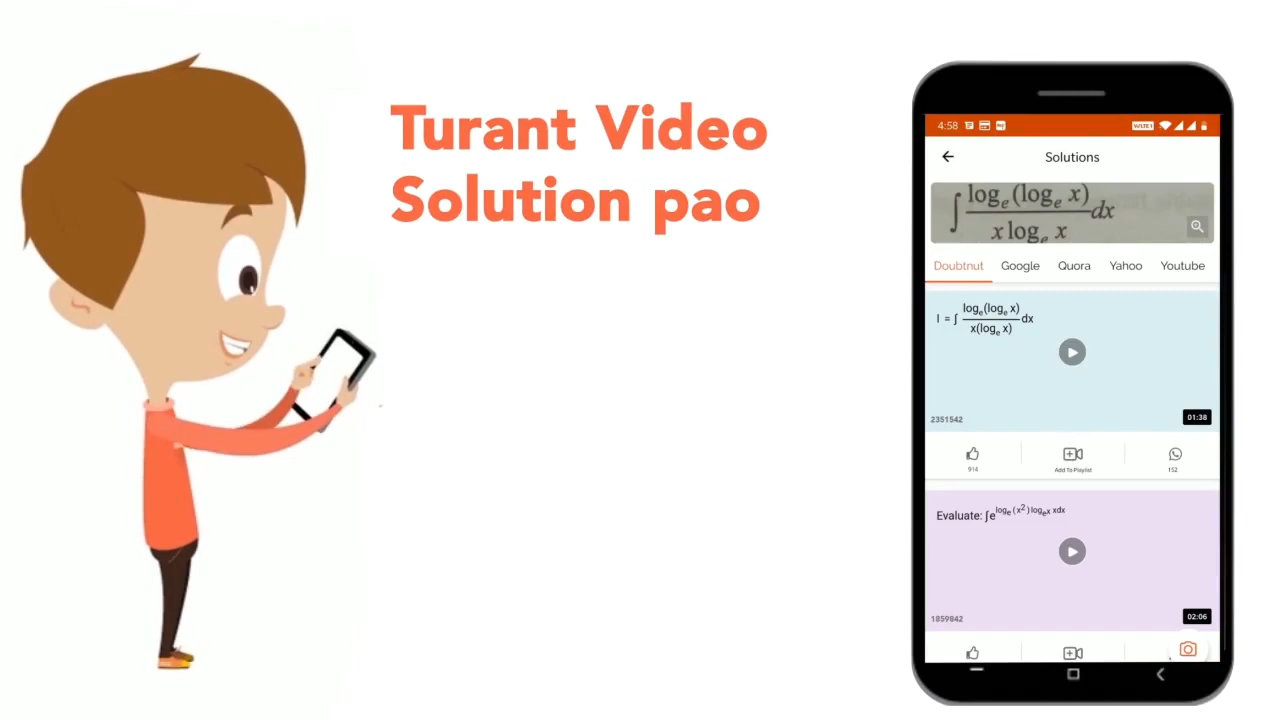 Turant Video
Solution pao
4:58
VoLTE1
Solutions
∫ logₑ(logₑ x) / x logₑ x dx
Doubtnut Google Quora Yahoo Youtube
I = ∫ logₑ(logₑ x) / x(logₑ x) dx
2351542 01:38
914 Add To Playlist 152
Evaluate: ∫e^logₑ(x²)logₑx xdx
1859842 02:06